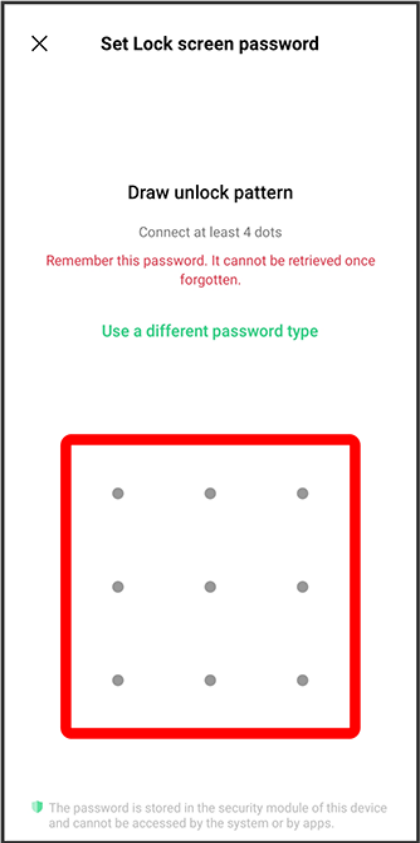 Set Lock screen password
Draw unlock pattern
Connect at least 4 dots
Remember this password. It cannot be retrieved once
forgotten.
Use a different password type
The password is stored in the security module of this device
and cannot be accessed by the system or by apps.